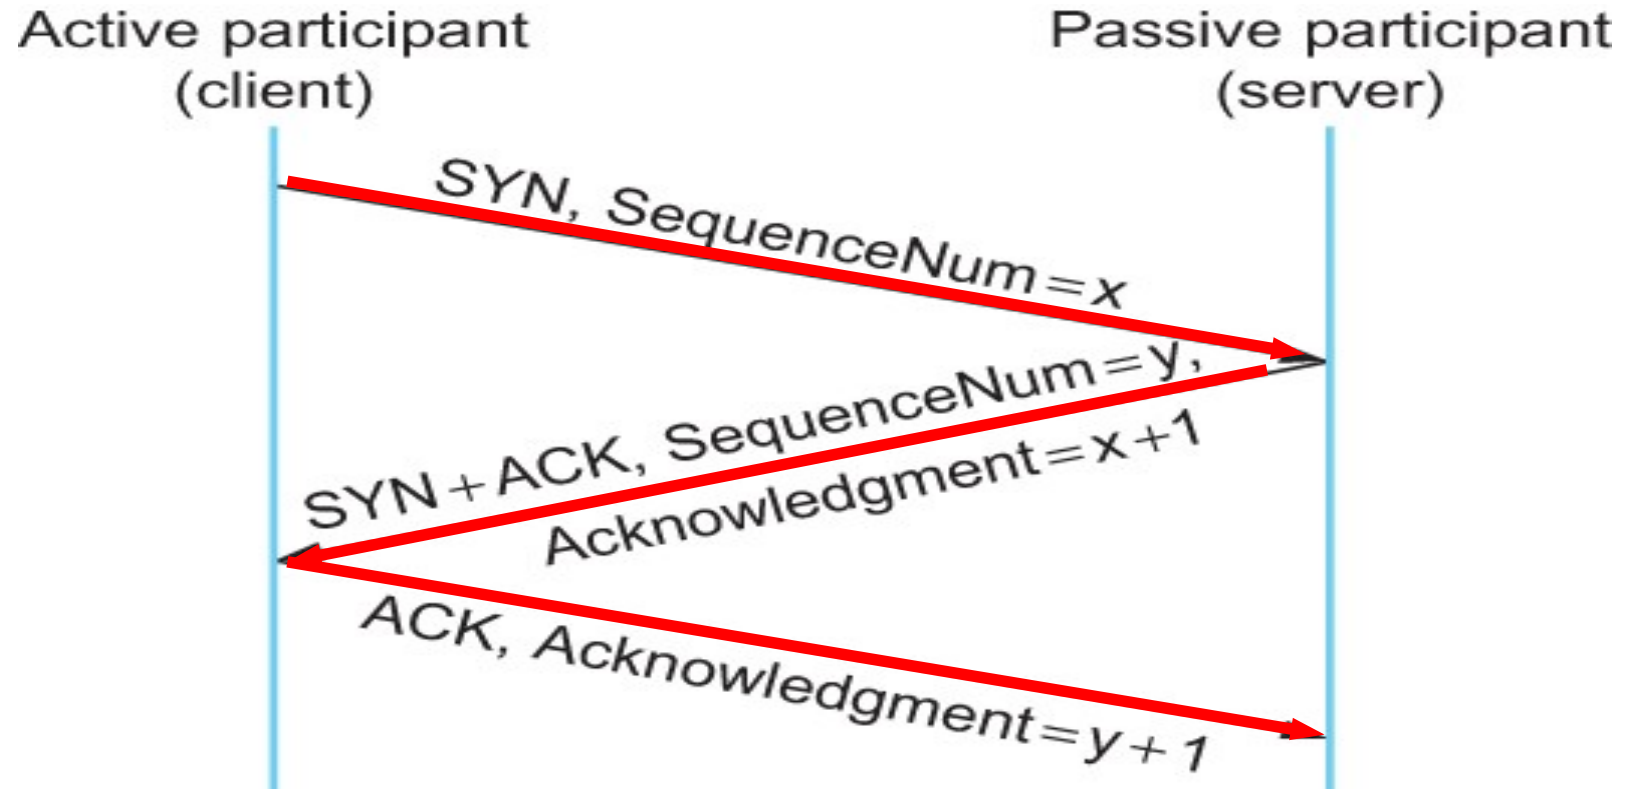 Active participant
(client)
Passive participant
(server)
SYN, SequenceNum=x
SYN+ACK, SequenceNum=y,
Acknowledgment=x+1
ACK, Acknowledgment=y+1